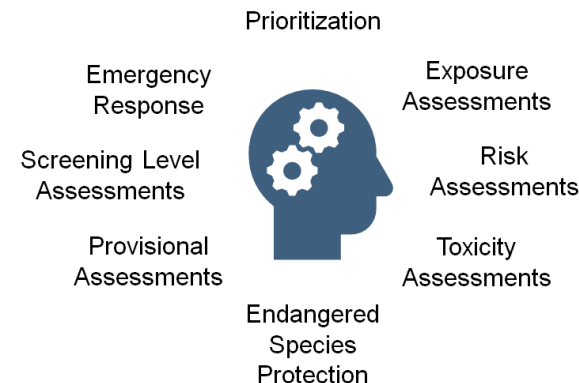 Prioritization
Emergency
Response
Exposure
Assessments
Screening Level
Assessments
Risk
Assessments
Provisional
Assessments
Toxicity
Assessments
Endangered
Species
Protection